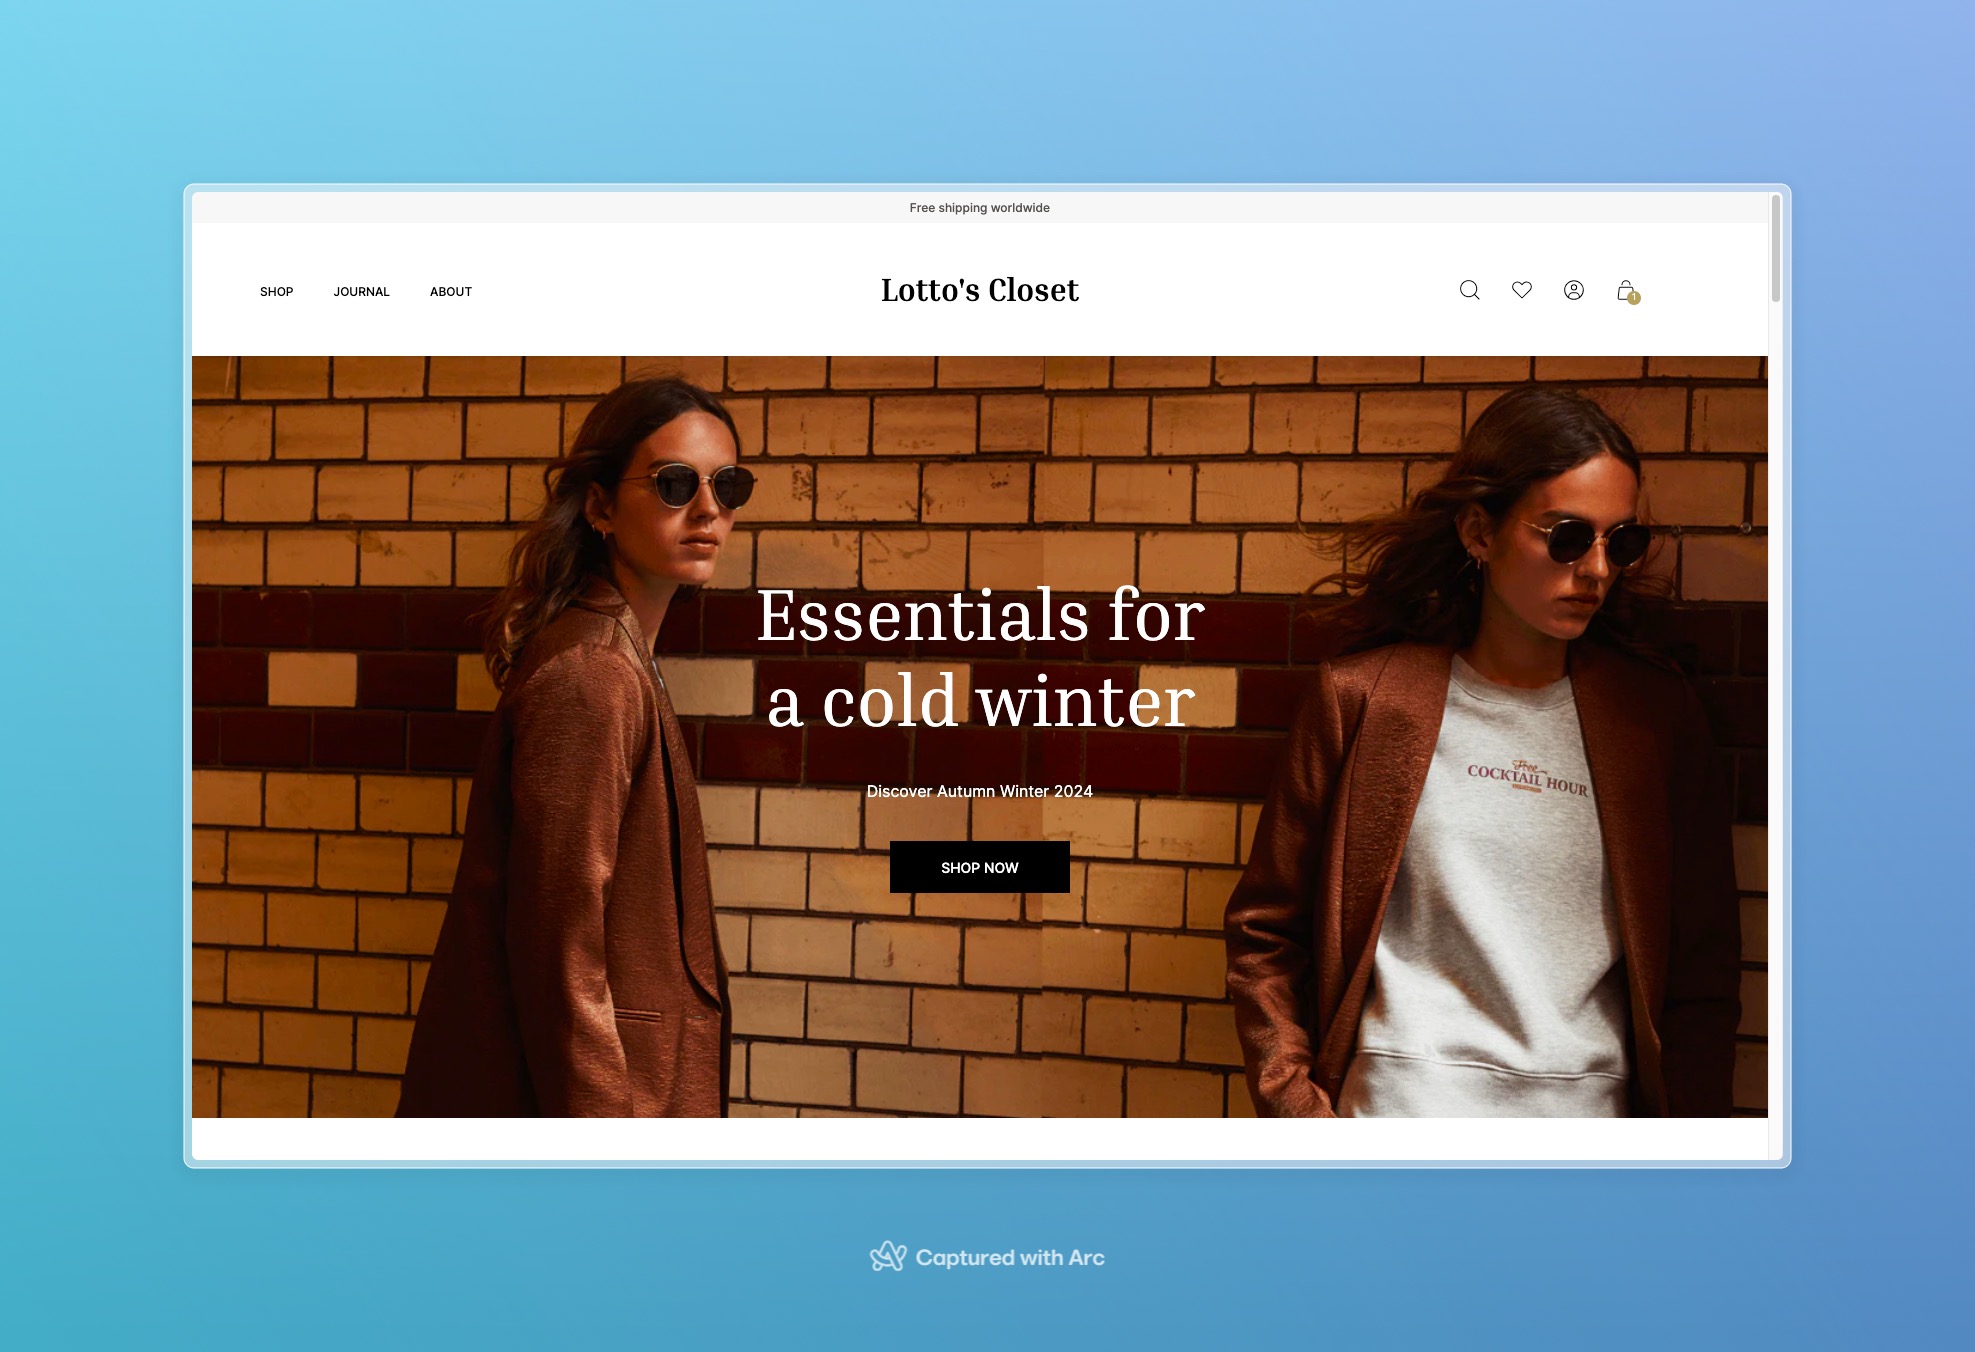 Free shipping worldwide
SHOP JOURNAL ABOUT Lotto's Closet 1
Essentials for
a cold winter
Free
COCKTAIL HOUR
Discover Autumn Winter 2024
SHOP NOW
Captured with Arc